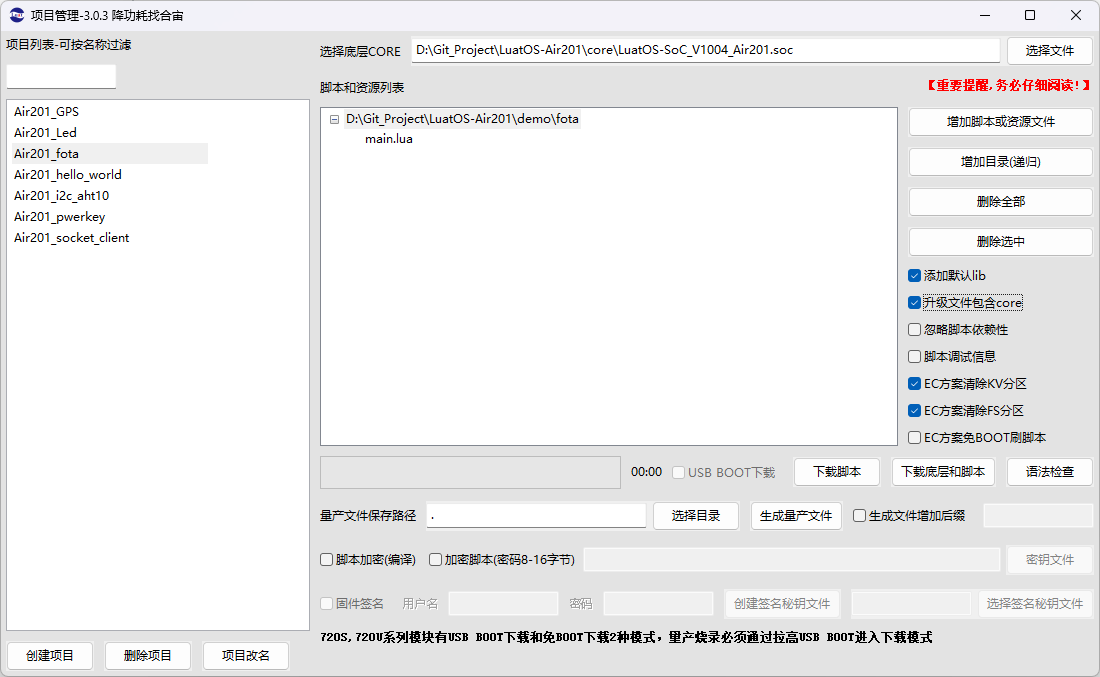 LuatOS 项目管理-3.0.3 降功耗找合宙
项目列表-可按名称过滤
选择底层CORE D:\Git_Project\LuatOS-Air201\core\LuatOS-SoC_V1004_Air201.soc 选择文件
脚本和资源列表
【重要提醒,务必仔细阅读!】
Air201_GPS
Air201_Led
Air201_fota
Air201_hello_world
Air201_i2c_aht10
Air201_pwerkey
Air201_socket_client
D:\Git_Project\LuatOS-Air201\demo\fota
main.lua
增加脚本或资源文件
增加目录(递归)
删除全部
删除选中
添加默认lib
升级文件包含core
忽略脚本依赖性
脚本调试信息
EC方案清除KV分区
EC方案清除FS分区
EC方案免BOOT刷脚本
00:00 USB BOOT下载 下载脚本 下载底层和脚本 语法检查
量产文件保存路径 . 选择目录 生成量产文件 生成文件增加后缀
脚本加密(编译) 加密脚本(密码8-16字节) 密钥文件
固件签名 用户名 密码 创建签名秘钥文件 选择签名秘钥文件
720S,720U系列模块有USB BOOT下载和免BOOT下载2种模式，量产烧录必须通过拉高USB BOOT进入下载模式
创建项目 删除项目 项目改名